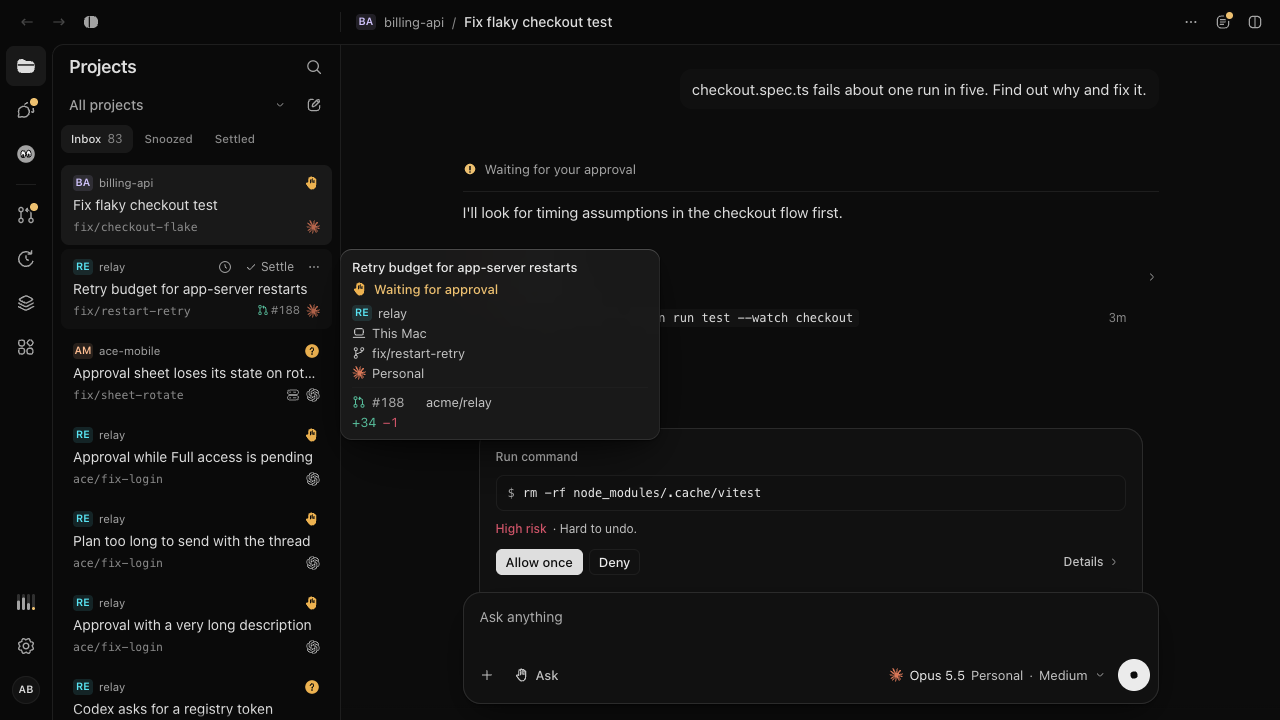 BA billing-api / Fix flaky checkout test
Projects
All projects
Inbox 83 Snoozed Settled
BA billing-api
Fix flaky checkout test
fix/checkout-flake
RE relay Settle
Retry budget for app-server restarts
fix/restart-retry #188
AM ace-mobile
Approval sheet loses its state on rot...
fix/sheet-rotate
RE relay
Approval while Full access is pending
ace/fix-login
RE relay
Plan too long to send with the thread
ace/fix-login
RE relay
Approval with a very long description
ace/fix-login
RE relay
Codex asks for a registry token
AB
checkout.spec.ts fails about one run in five. Find out why and fix it.
Waiting for your approval
I'll look for timing assumptions in the checkout flow first.
Retry budget for app-server restarts
Waiting for approval
RE relay
This Mac
fix/restart-retry
Personal
#188 acme/relay
+34 −1
run test --watch checkout 3m
Run command
$ rm -rf node_modules/.cache/vitest
High risk · Hard to undo.
Allow once Deny Details
Ask anything
Ask Opus 5.5 Personal · Medium